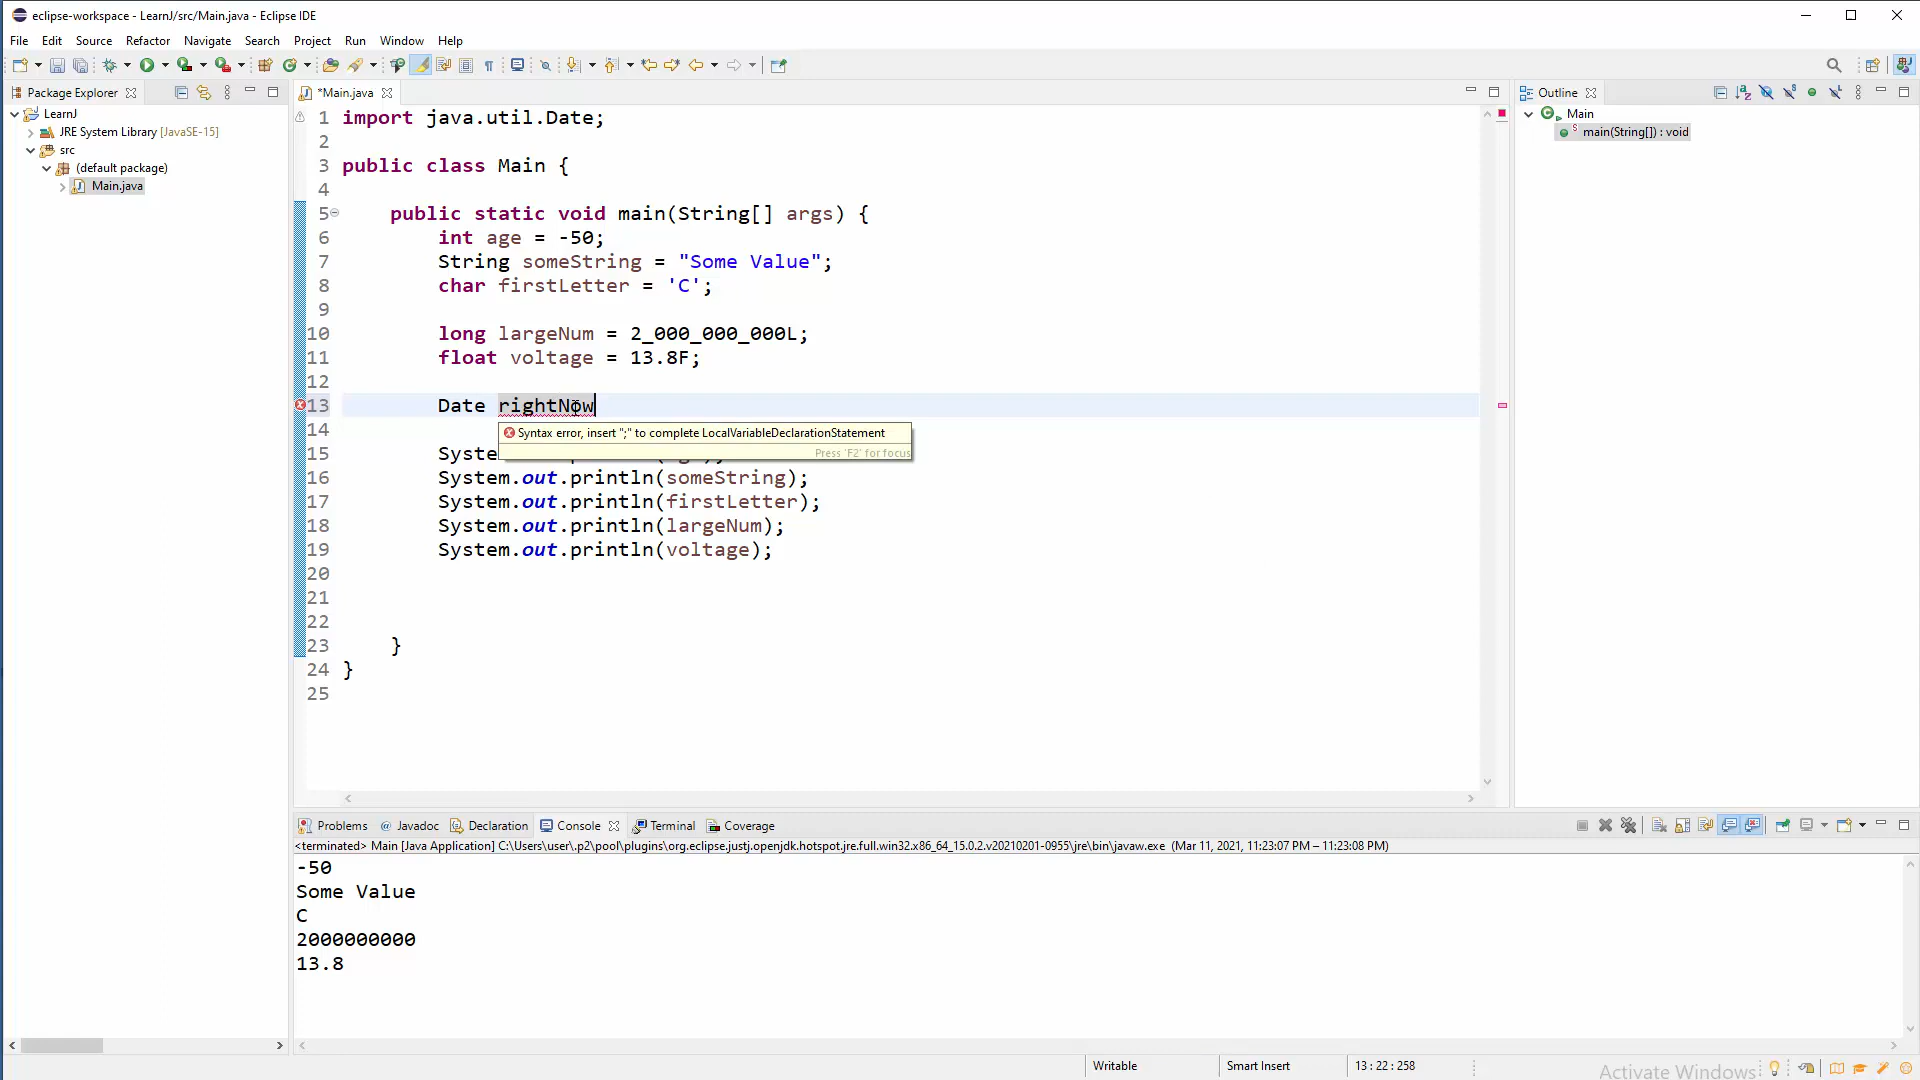 eclipse-workspace - LearnJ/src/Main.java - Eclipse IDE
File Edit Source Refactor Navigate Search Project Run Window Help
Package Explorer
*Main.java
Outline
LearnJ
JRE System Library [JavaSE-15]
src
(default package)
Main.java
1 import java.util.Date;
2
3 public class Main {
4
5 public static void main(String[] args) {
6 int age = -50;
7 String someString = "Some Value";
8 char firstLetter = 'C';
9
10 long largeNum = 2_000_000_000L;
11 float voltage = 13.8F;
12
13 Date rightNow
14
Syntax error, insert ";" to complete LocalVariableDeclarationStatement
Press 'F2' for focus
15 Syste
16 System.out.println(someString);
17 System.out.println(firstLetter);
18 System.out.println(largeNum);
19 System.out.println(voltage);
20
21
22
23 }
24 }
25
Main
main(String[]) : void
Problems Javadoc Declaration Console Terminal Coverage
<terminated> Main [Java Application] C:\Users\user\.p2\pool\plugins\org.eclipse.justj.openjdk.hotspot.jre.full.win32.x86_64_15.0.2.v20210201-0955\jre\bin\javaw.exe (Mar 11, 2021, 11:23:07 PM – 11:23:08 PM)
-50
Some Value
C
2000000000
13.8
Writable Smart Insert 13 : 22 : 258
Activate Windows